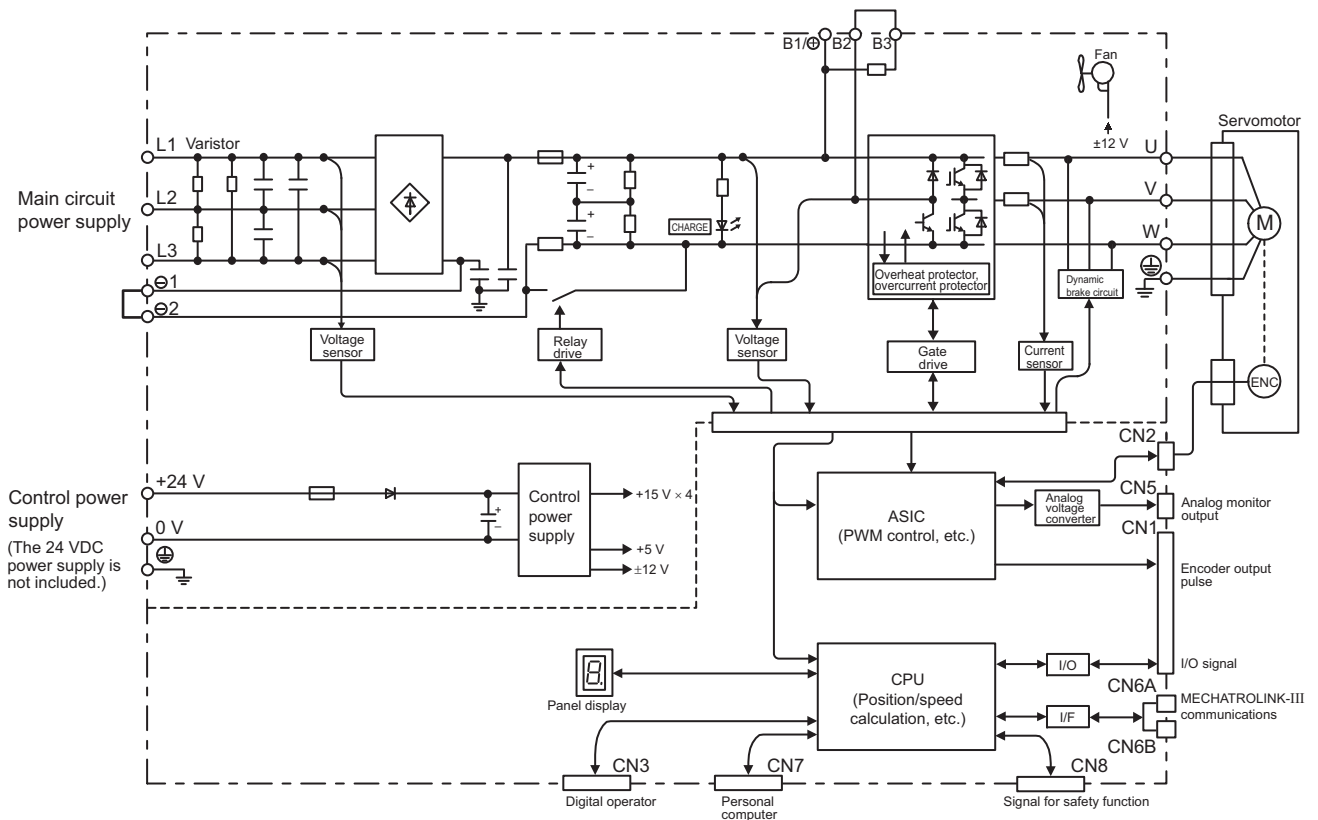 B1/⊕
B2
B3
Fan
±12 V
Servomotor
L1
Varistor
U
Main circuit
power supply
L2
V
CHARGE
W
M
L3
⊖1
⊖2
Overheat protector,
overcurrent protector
Dynamic
brake circuit
Voltage
sensor
Relay
drive
Voltage
sensor
Gate
drive
Current
sensor
ENC
CN2
Control power
supply
(The 24 VDC
power supply is
not included.)
+24 V
0 V
+
–
+
–
+
–
Control
power
supply
+15 V × 4
+5 V
±12 V
ASIC
(PWM control, etc.)
Analog
voltage
converter
CN5
Analog monitor
output
CN1
Encoder output
pulse
Panel display
8.
CPU
(Position/speed
calculation, etc.)
I/O
I/O signal
CN6A
I/F
MECHATROLINK-III
communications
CN6B
CN3
Digital operator
CN7
Personal
computer
CN8
Signal for safety function